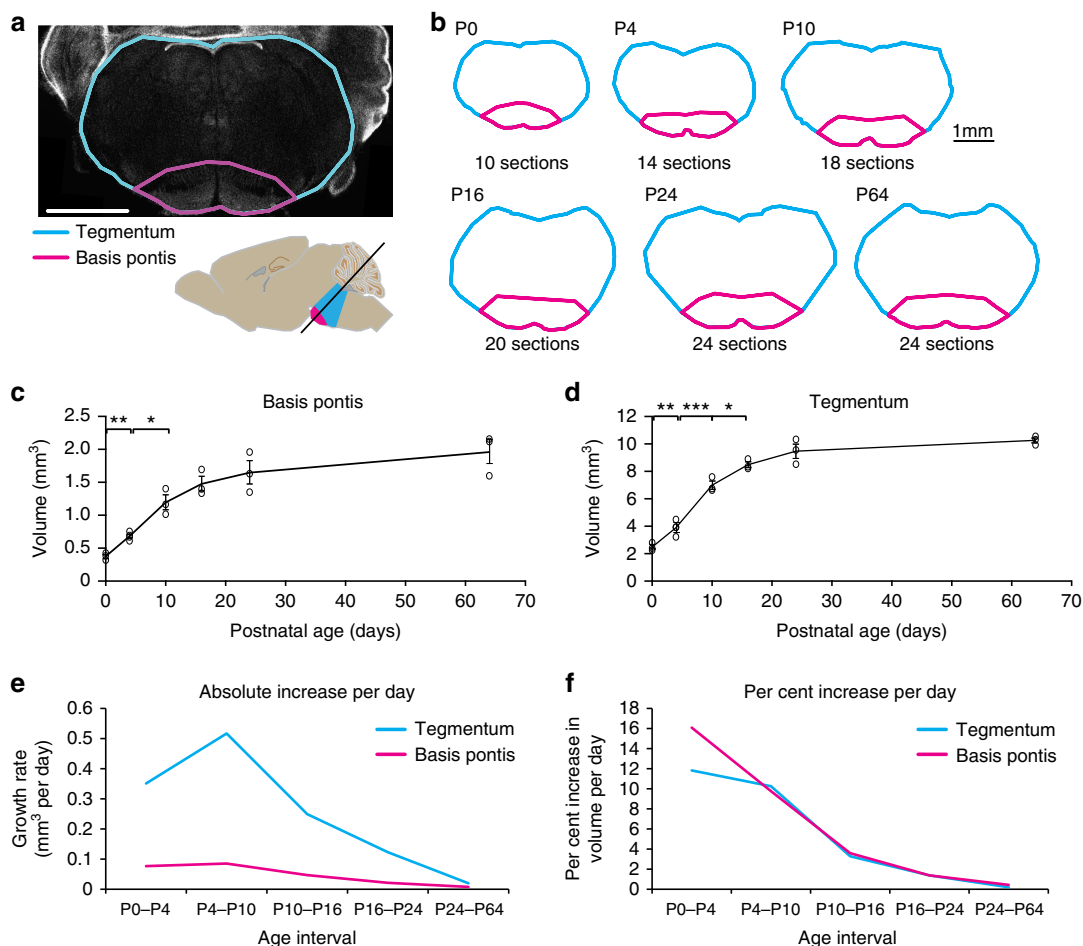 a
Tegmentum
Basis pontis
b
P0
P4
P10
1mm
10 sections
14 sections
18 sections
P16
P24
P64
20 sections
24 sections
24 sections
c
Basis pontis
** *
Volume (mm³)
2.5
2.0
1.5
1
0.5
0
0 10 20 30 40 50 60 70
Postnatal age (days)
d
Tegmentum
** *** *
Volume (mm³)
12
10
8
6
4
2
0
0 10 20 30 40 50 60 70
Postnatal age (days)
e
Absolute increase per day
Tegmentum
Basis pontis
Growth rate
(mm³ per day)
0.6
0.5
0.4
0.3
0.2
0.1
0
P0–P4 P4–P10 P10–P16 P16–P24 P24–P64
Age interval
f
Per cent increase per day
Tegmentum
Basis pontis
Per cent increase in
volume per day
18
16
14
12
10
8
6
4
2
0
P0–P4 P4–P10 P10–P16 P16–P24 P24–P64
Age interval